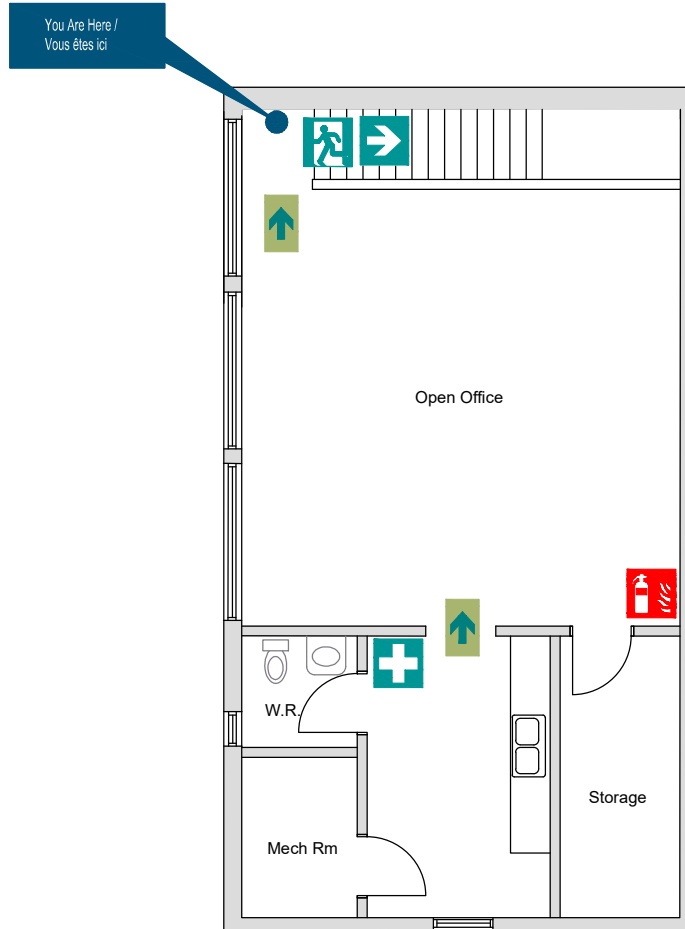 You Are Here /
Vous êtes ici
Open Office
W.R.
Storage
Mech Rm